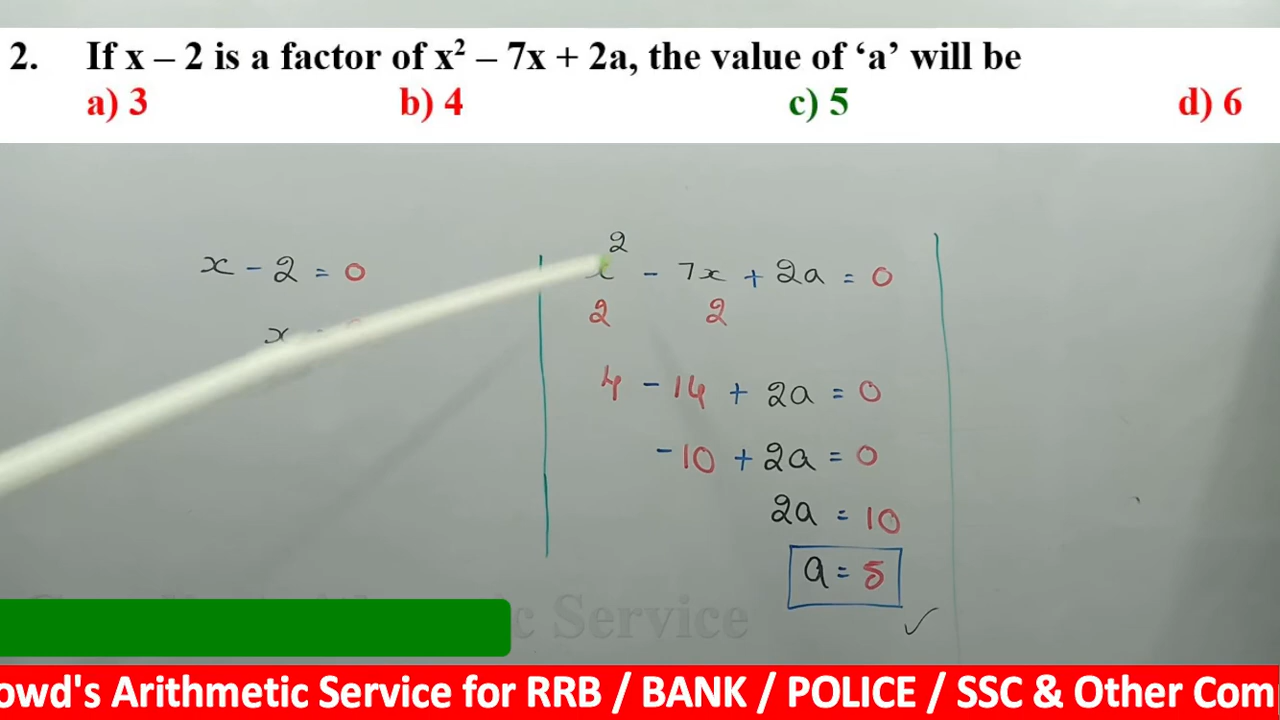 2. If x – 2 is a factor of x² – 7x + 2a, the value of ‘a’ will be
a) 3 b) 4 c) 5 d) 6
x - 2 = 0
x
x² - 7x + 2a = 0
2 2
4 - 14 + 2a = 0
-10 + 2a = 0
2a = 10
a = 5
c Service
owd's Arithmetic Service for RRB / BANK / POLICE / SSC & Other Com